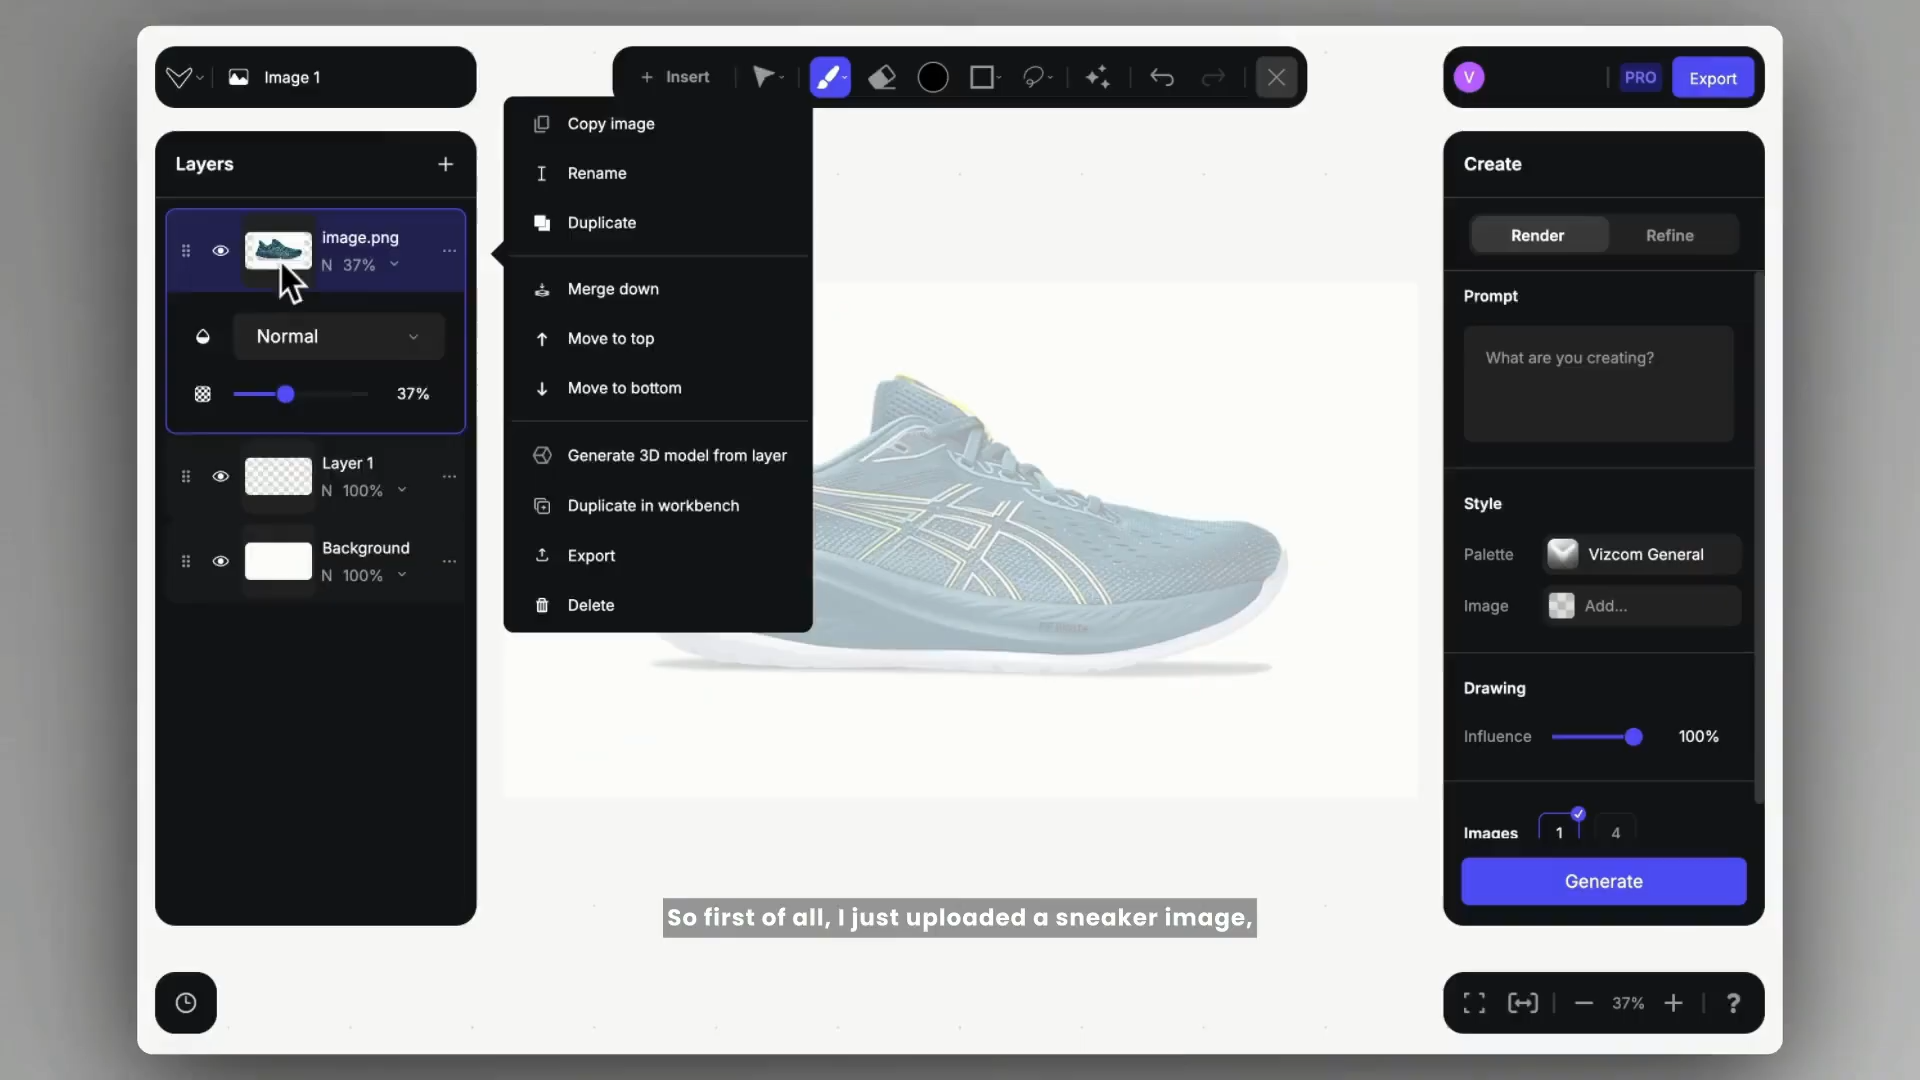 Image 1
Insert
V
PRO
Export
Layers
image.png
N 37%
Normal
37%
Layer 1
N 100%
Background
N 100%
Copy image
Rename
Duplicate
Merge down
Move to top
Move to bottom
Generate 3D model from layer
Duplicate in workbench
Export
Delete
Create
Render
Refine
Prompt
What are you creating?
Style
Palette
Vizcom General
Image
Add...
Drawing
Influence
100%
Images
1
4
Generate
So first of all, I just uploaded a sneaker image,
37%
?